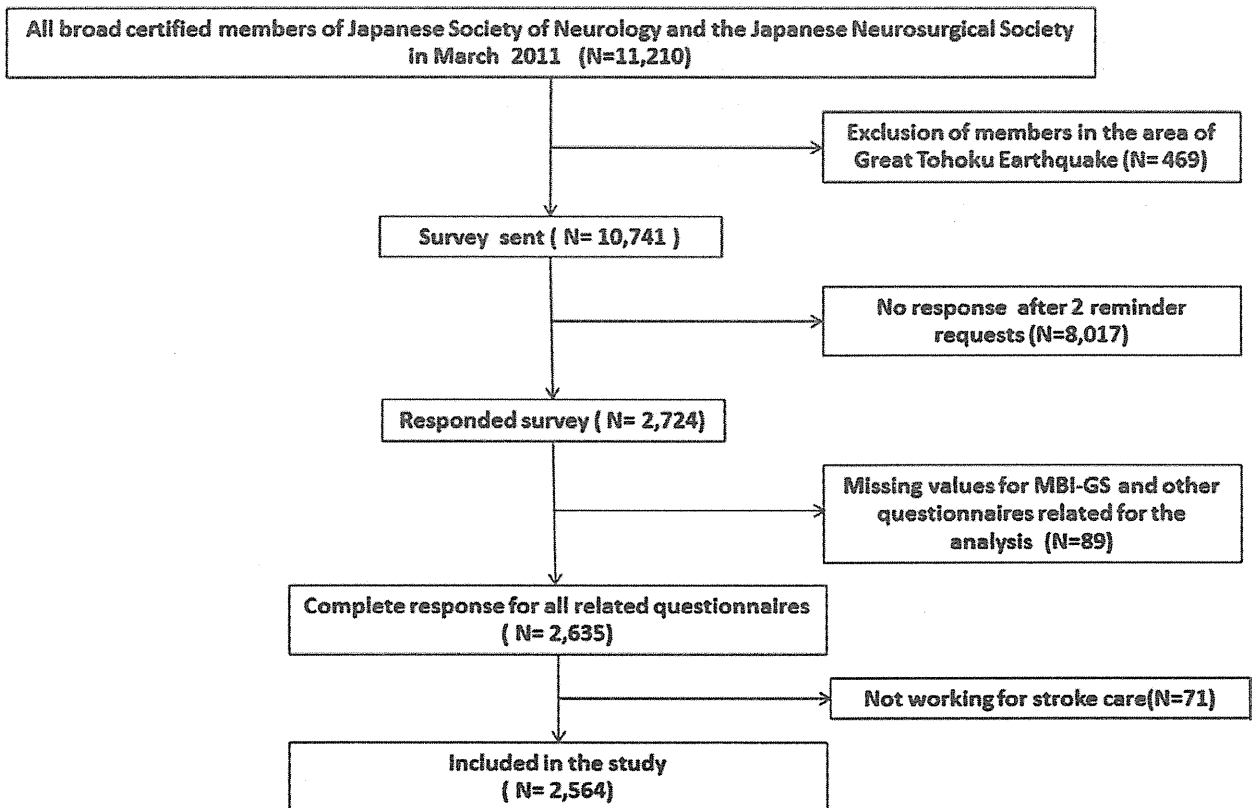 All broad certified members of Japanese Society of Neurology and the Japanese Neurosurgical Society
in March 2011 (N=11,210)
Exclusion of members in the area of
Great Tohoku Earthquake (N= 469)
Survey sent ( N= 10,741 )
No response after 2 reminder
requests (N=8,017)
Responded survey ( N= 2,724)
Missing values for MBI-GS and other
questionnaires related for the
analysis (N=89)
Complete response for all related questionnaires
( N= 2,635)
Not working for stroke care(N=71)
Included in the study
( N= 2,564)